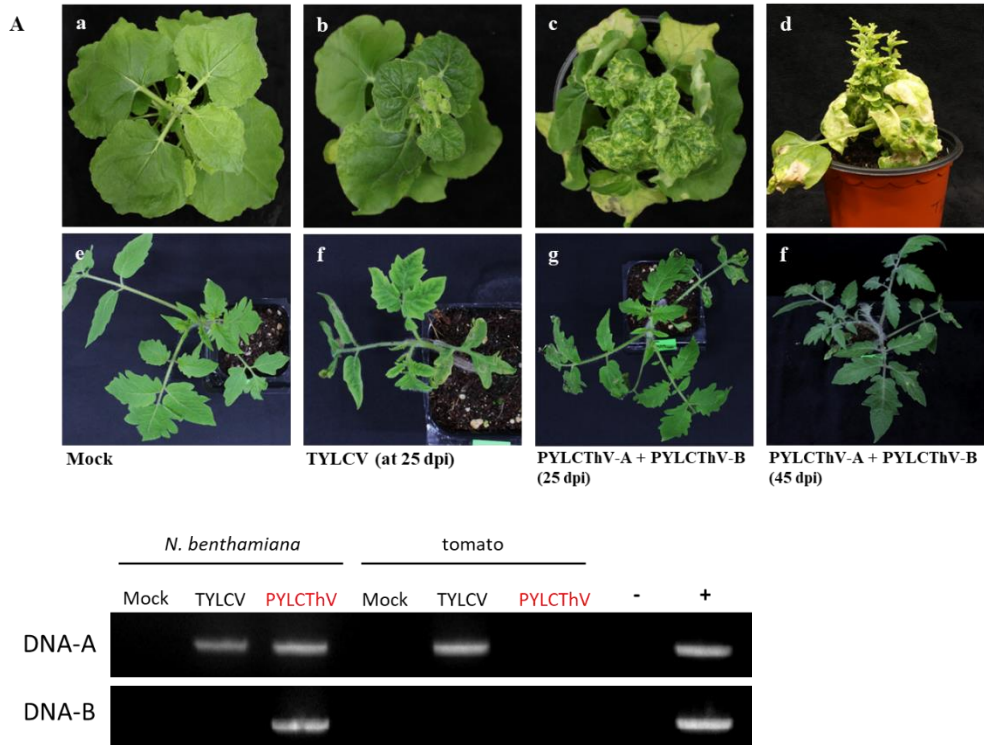 A
a
b
c
d
e
f
g
f
Mock
TYLCV (at 25 dpi)
PYLCThV-A + PYLCThV-B
(25 dpi)
PYLCThV-A + PYLCThV-B
(45 dpi)
N. benthamiana
tomato
Mock TYLCV PYLCThV Mock TYLCV PYLCThV - +
DNA-A
DNA-B